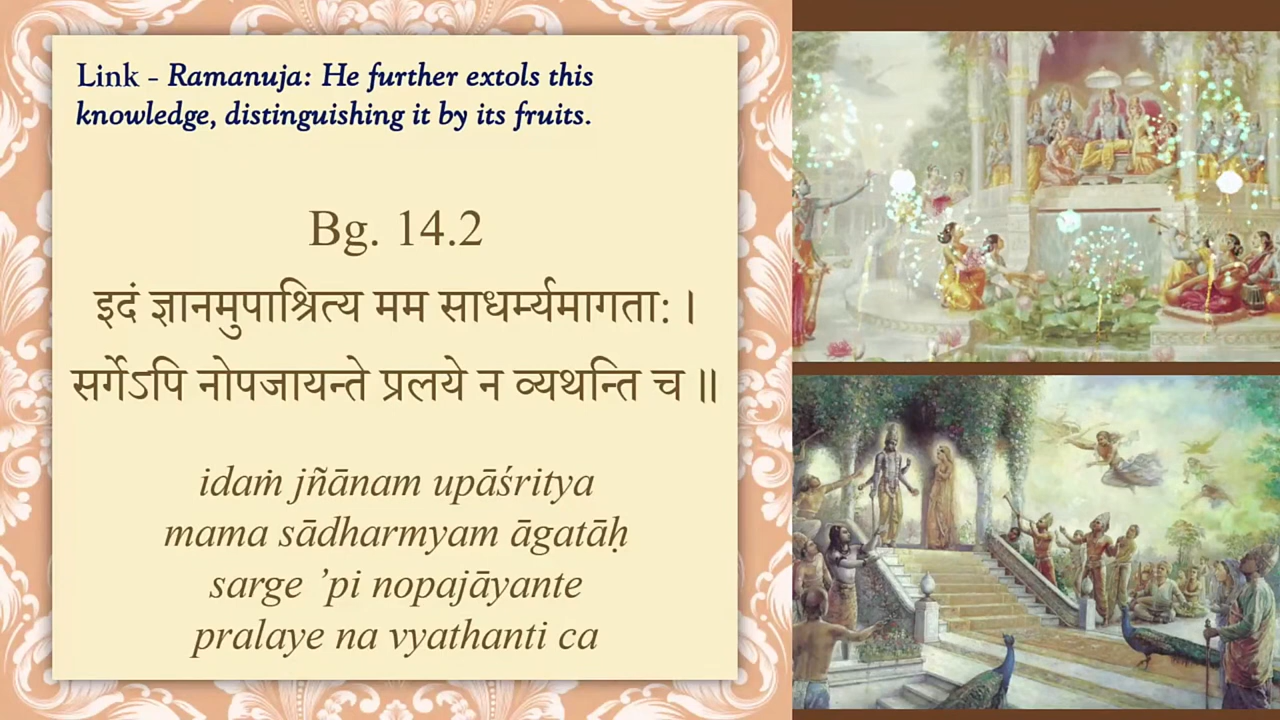 Link - Ramanuja: He further extols this
knowledge, distinguishing it by its fruits.
Bg. 14.2
इदं ज्ञानमुपाश्रित्य मम साधर्म्यमागता: ।
सर्गेऽपि नोपजायन्ते प्रलये न व्यथन्ति च ॥
idaṁ jñānam upāśritya
mama sādharmyam āgatāḥ
sarge ’pi nopajāyante
pralaye na vyathanti ca